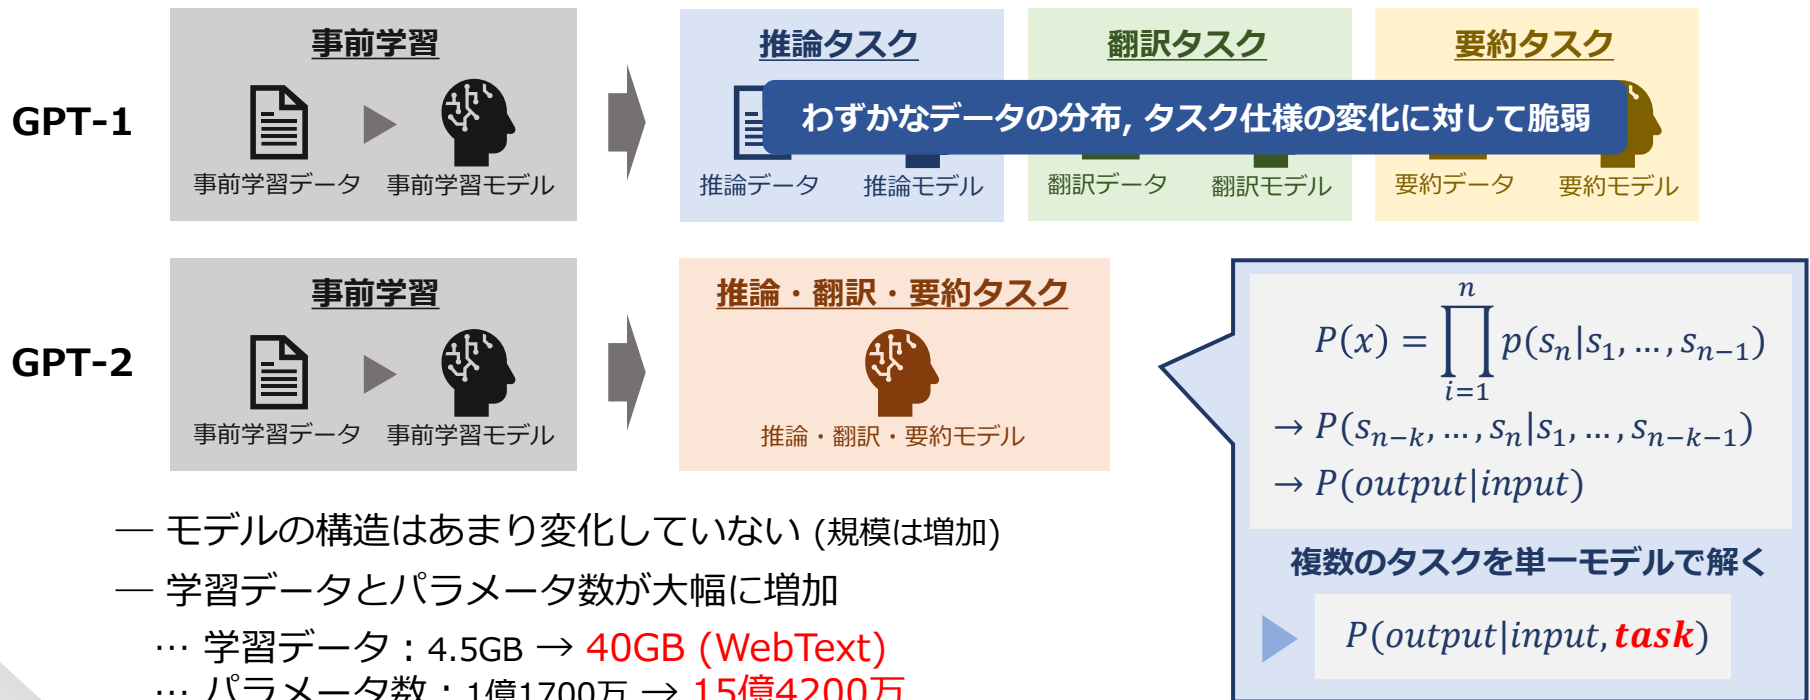 GPT-1
事前学習
事前学習データ 事前学習モデル
推論タスク
推論データ 推論モデル
翻訳タスク
翻訳データ 翻訳モデル
要約タスク
要約データ 要約モデル
わずかなデータの分布, タスク仕様の変化に対して脆弱
GPT-2
事前学習
事前学習データ 事前学習モデル
推論・翻訳・要約タスク
推論・翻訳・要約モデル
P(x) = ∏_{i=1}^{n} p(s_n|s_1, …, s_{n−1})
→ P(s_{n−k}, …, s_n|s_1, …, s_{n−k−1})
→ P(output|input)
複数のタスクを単一モデルで解く
P(output|input, task)
— モデルの構造はあまり変化していない (規模は増加)
— 学習データとパラメータ数が大幅に増加
… 学習データ : 4.5GB → 40GB (WebText)
… パラメータ数 : 1億1700万 → 15億4200万